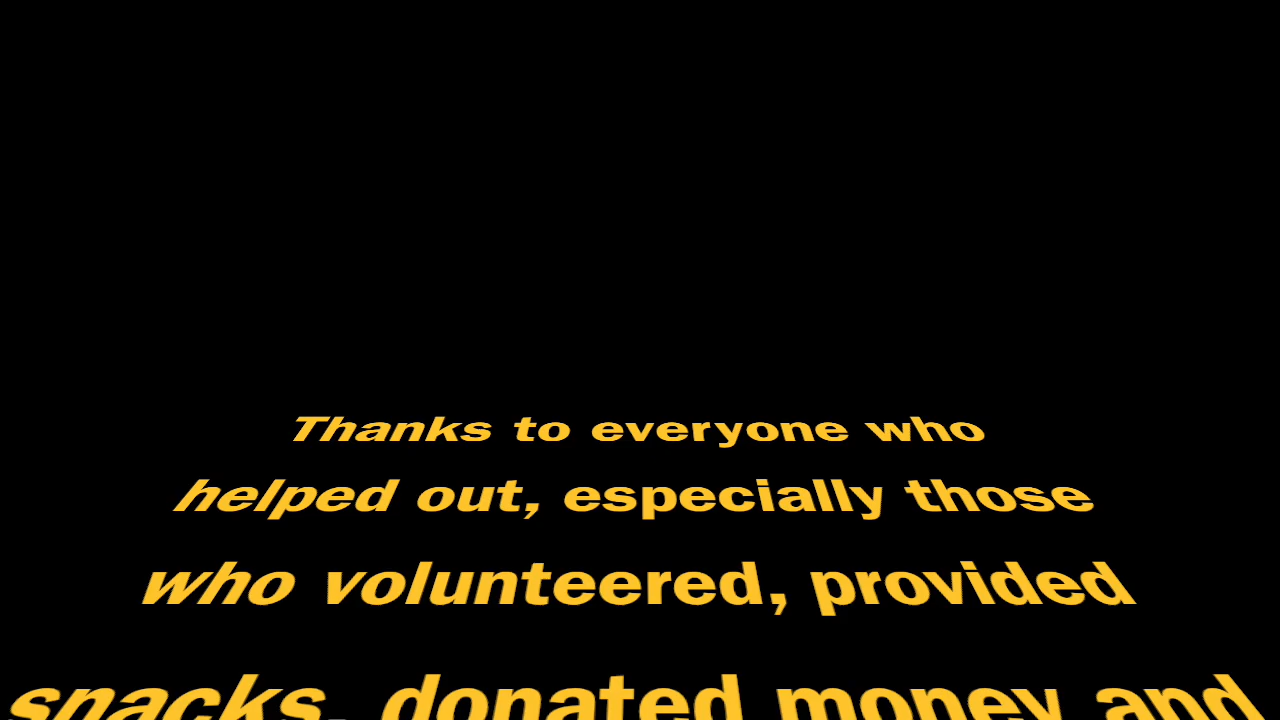 Thanks to everyone who
helped out, especially those
who volunteered, provided
snacks, donated money and